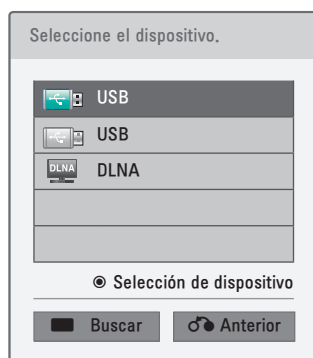 Seleccione el dispositivo.
USB
USB
DLNA DLNA
Selección de dispositivo
Buscar Anterior